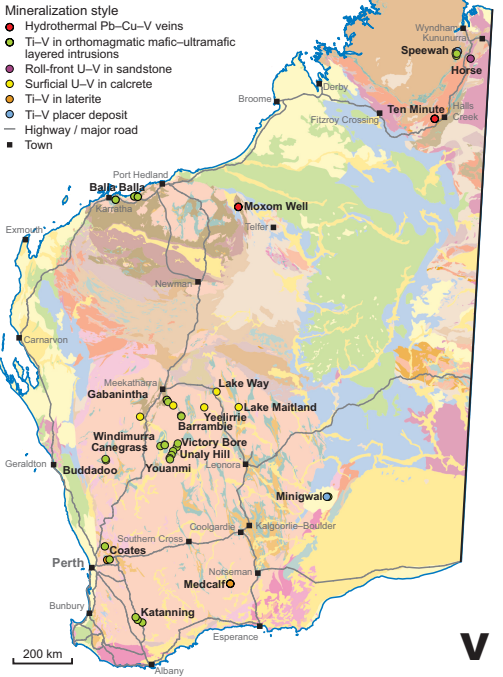 Mineralization style
Hydrothermal Pb–Cu–V veins
Ti–V in orthomagmatic mafic–ultramafic
layered intrusions
Roll-front U–V in sandstone
Surficial U–V in calcrete
Ti–V in laterite
Ti–V placer deposit
Highway / major road
Town
Wyndham
Kununurra
Speewah
Horse
Derby
Broome
Ten Minute
Halls
Creek
Fitzroy Crossing
Port Hedland
Balla Balla
Karratha
Moxom Well
Telfer
Exmouth
Newman
Carnarvon
Meekatharra
Lake Way
Gabanintha
Lake Maitland
Yeelirrie
Barrambie
Windimurra
Canegrass
Victory Bore
Unaly Hill
Geraldton
Buddadoo
Youanmi
Leonora
Minigwal
Coolgardie
Kalgoorlie–Boulder
Southern Cross
Coates
Perth
Norseman
Medcalf
Bunbury
Katanning
Esperance
200 km
Albany
V